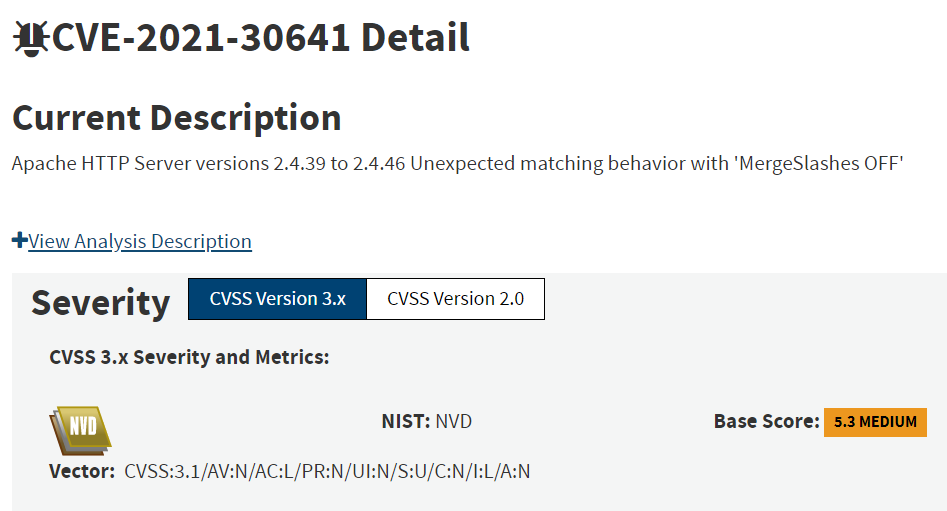 CVE-2021-30641 Detail
Current Description
Apache HTTP Server versions 2.4.39 to 2.4.46 Unexpected matching behavior with 'MergeSlashes OFF'
View Analysis Description
Severity CVSS Version 3.x CVSS Version 2.0
CVSS 3.x Severity and Metrics:
NVD NIST: NVD Base Score: 5.3 MEDIUM
Vector: CVSS:3.1/AV:N/AC:L/PR:N/UI:N/S:U/C:N/I:L/A:N